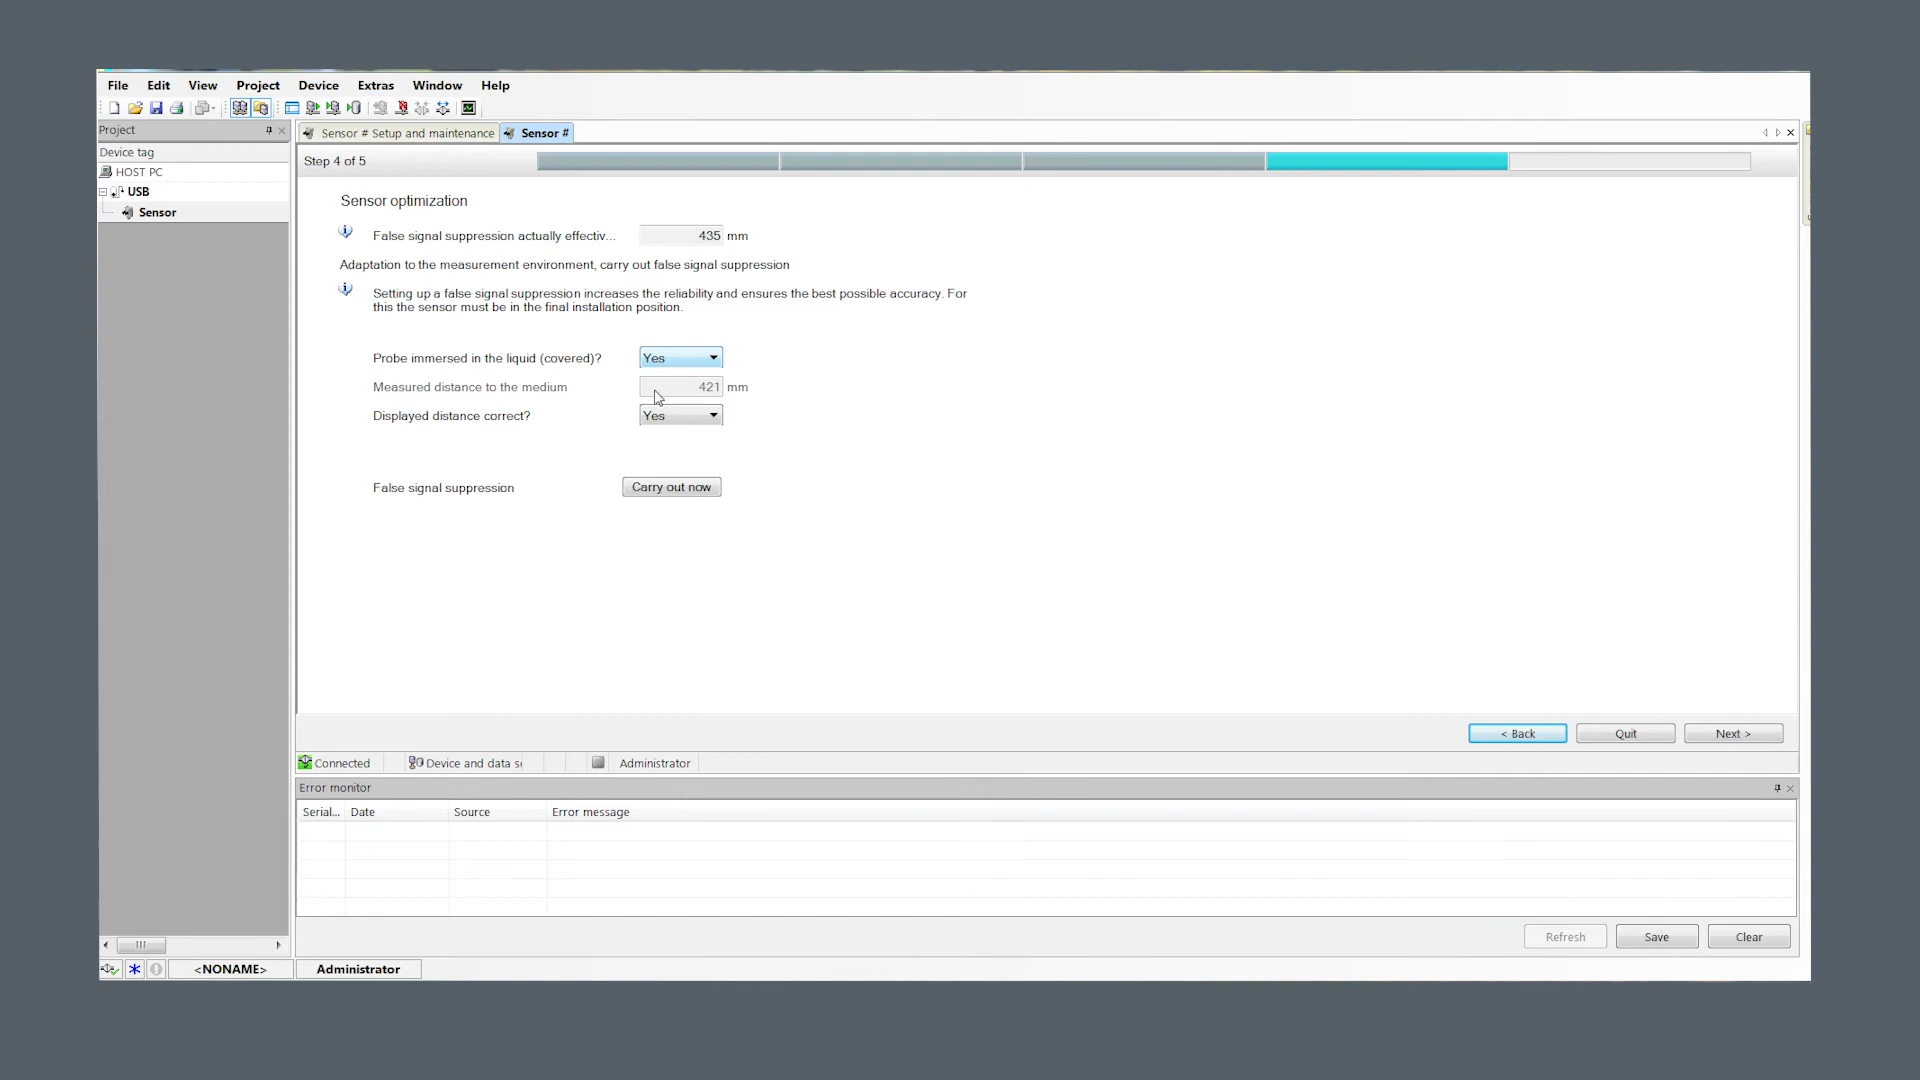 File Edit View Project Device Extras Window Help
Project
Sensor # Setup and maintenance Sensor #
Device tag
HOST PC
USB
Sensor
Step 4 of 5
Sensor optimization
False signal suppression actually effectiv... 435 mm
Adaptation to the measurement environment, carry out false signal suppression
Setting up a false signal suppression increases the reliability and ensures the best possible accuracy. For
this the sensor must be in the final installation position.
Probe immersed in the liquid (covered)? Yes
Measured distance to the medium 421 mm
Displayed distance correct? Yes
False signal suppression Carry out now
< Back Quit Next >
Connected Device and data s Administrator
Error monitor
Serial... Date Source Error message
Refresh Save Clear
<NONAME> Administrator